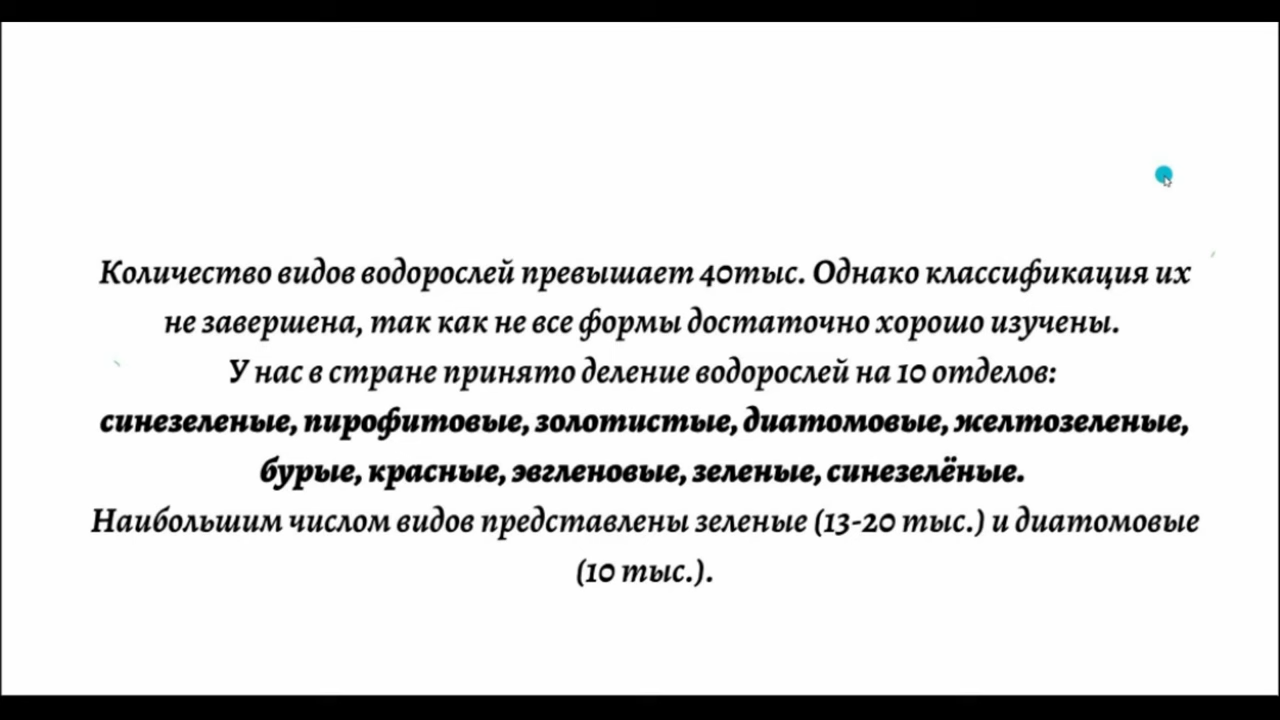 Количество видов водорослей превышает 40тыс. Однако классификация их
не завершена, так как не все формы достаточно хорошо изучены.
У нас в стране принято деление водорослей на 10 отделов:
синезеленые, пирофитовые, золотистые, диатомовые, желтозеленые,
бурые, красные, эвгленовые, зеленые, синезелёные.
Наибольшим числом видов представлены зеленые (13-20 тыс.) и диатомовые
(10 тыс.).